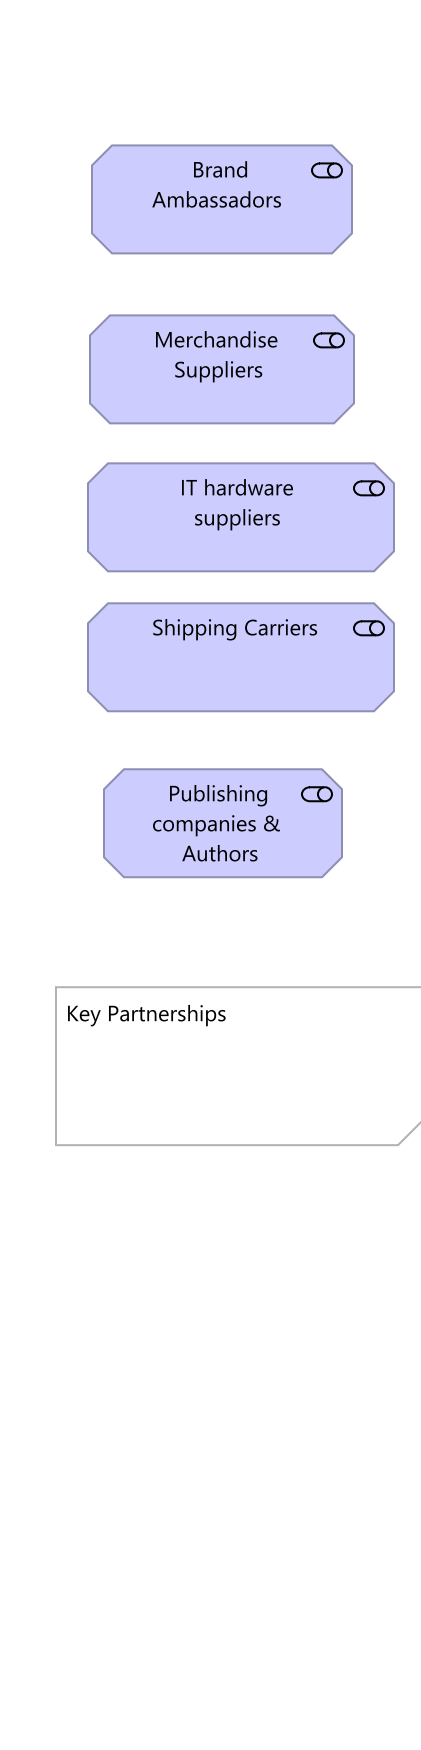 Brand
Ambassadors
Merchandise
Suppliers
IT hardware
suppliers
Shipping Carriers
Publishing
companies &
Authors
Key Partnerships